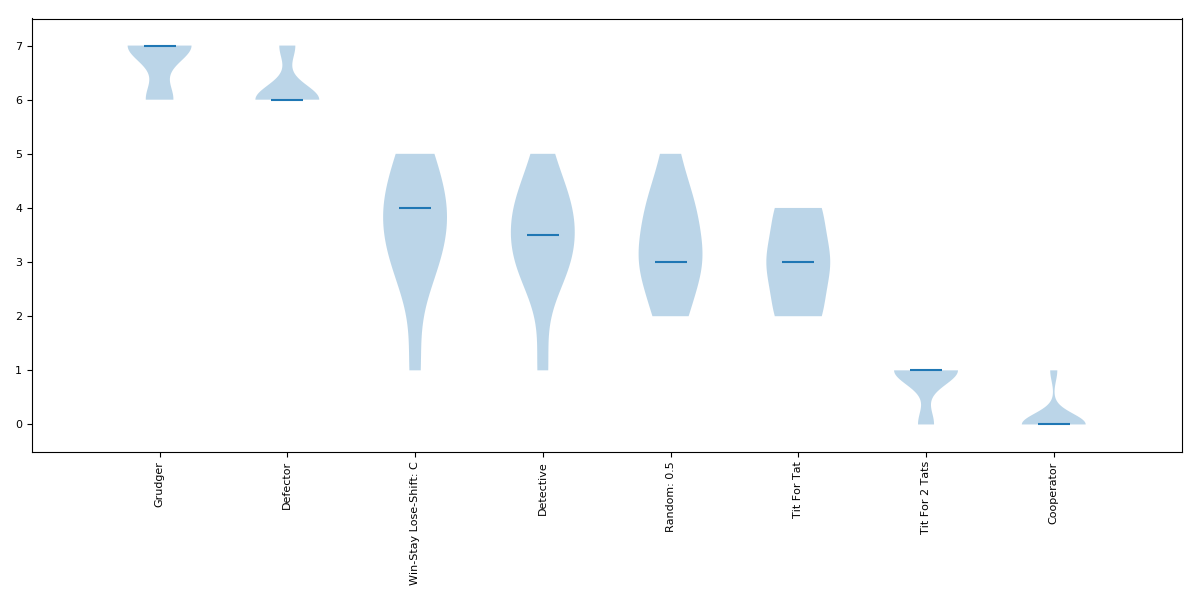 7
6
5
4
3
2
1
0
Grudger
Defector
Win-Stay Lose-Shift: C
Detective
Random: 0.5
Tit For Tat
Tit For 2 Tats
Cooperator